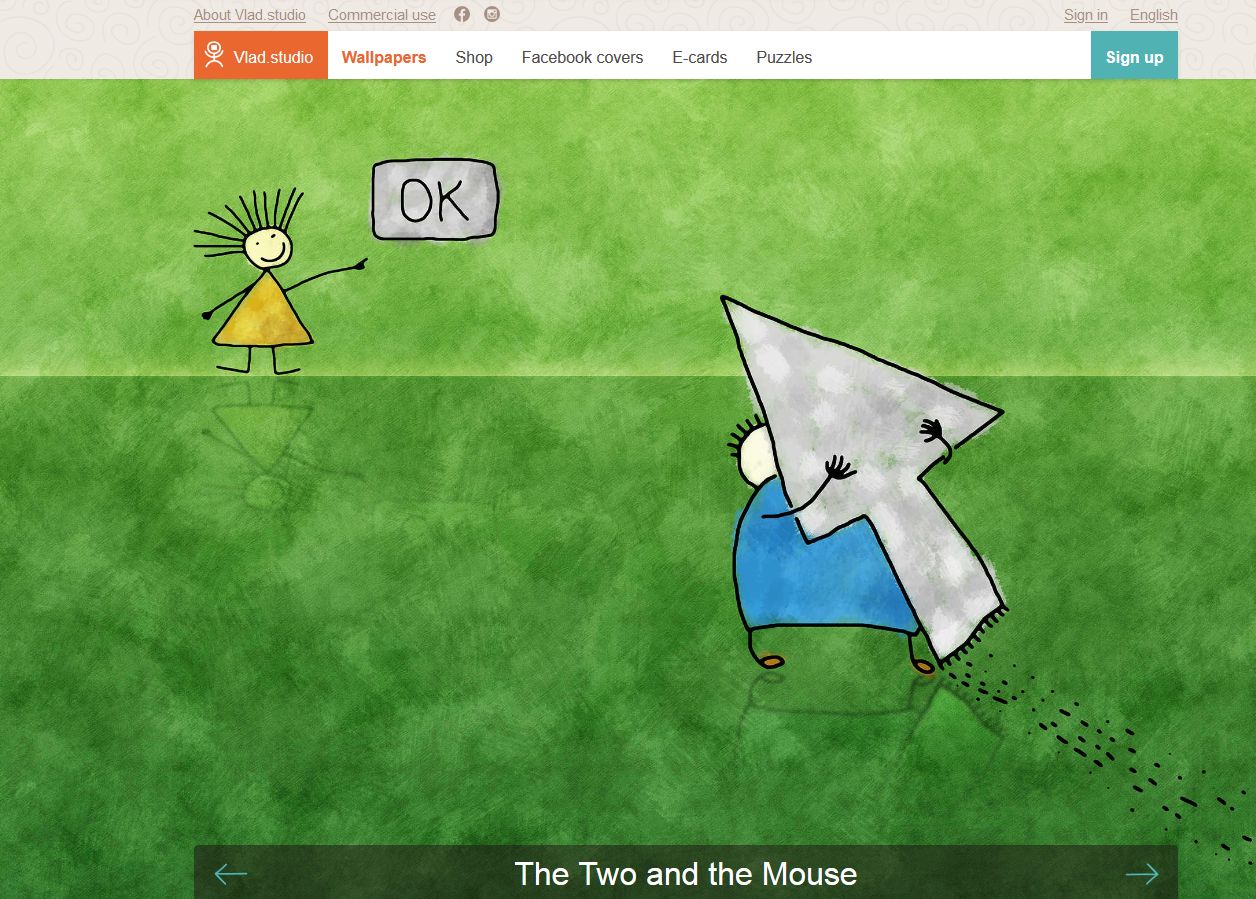 About Vlad.studio Commercial use Sign in English
Vlad.studio Wallpapers Shop Facebook covers E-cards Puzzles Sign up
OK
The Two and the Mouse